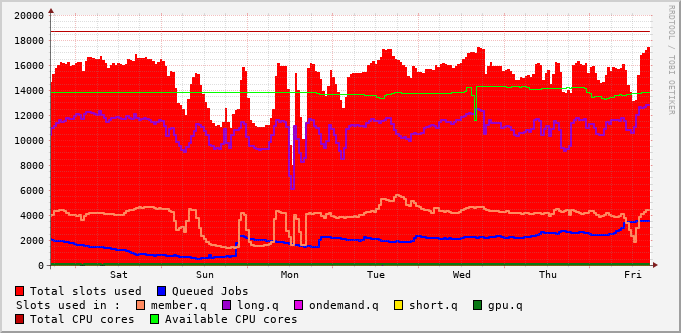 20000
18000
16000
14000
12000
10000
8000
6000
4000
2000
0
Sat Sun Mon Tue Wed Thu Fri
RRDTOOL / TOBI OETIKER
Total slots used Queued Jobs
Slots used in : member.q long.q ondemand.q short.q gpu.q
Total CPU cores Available CPU cores